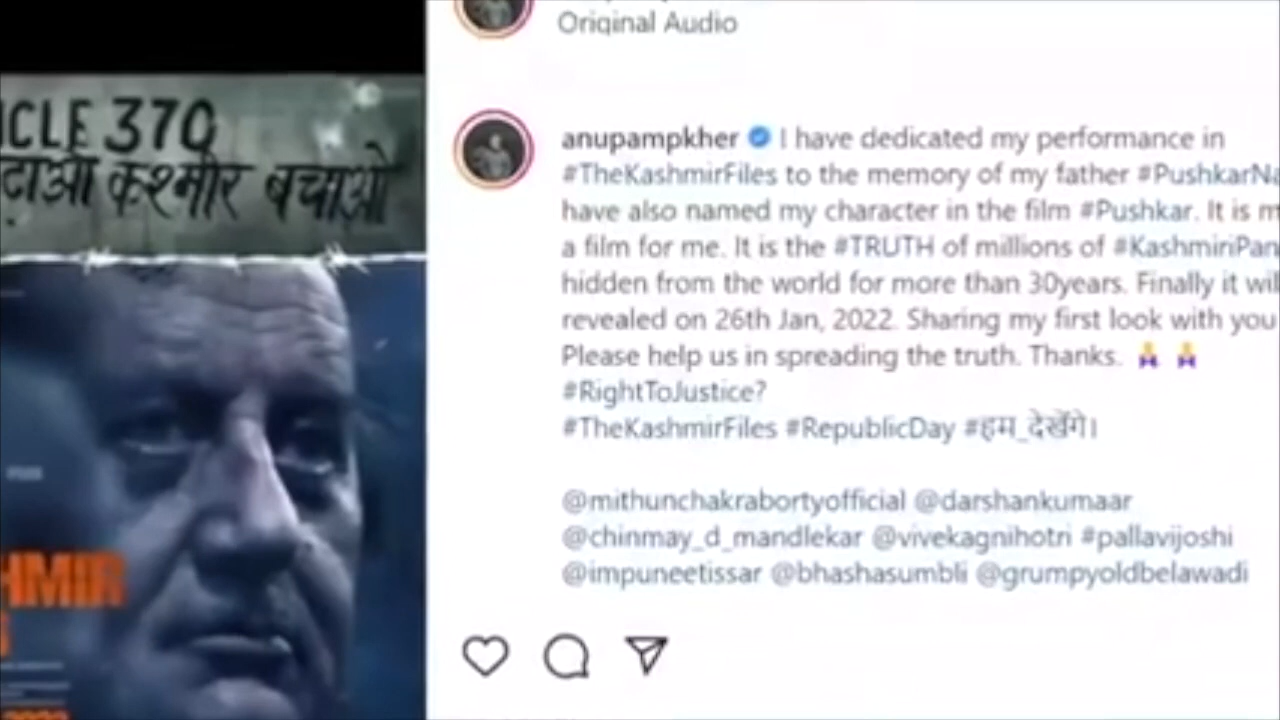 ICLE 370
कश्मीर बचाओ
HMIR
Original Audio
anupampkher I have dedicated my performance in
#TheKashmirFiles to the memory of my father #PushkarNa
have also named my character in the film #Pushkar. It is m
a film for me. It is the #TRUTH of millions of #KashmiriPan
hidden from the world for more than 30years. Finally it wil
revealed on 26th Jan, 2022. Sharing my first look with you
Please help us in spreading the truth. Thanks.
#RightToJustice?
#TheKashmirFiles #RepublicDay #हम_देखेंगे।
@mithunchakrabortyofficial @darshankumaar
@chinmay_d_mandlekar @vivekagnihotri #pallavijoshi
@impuneetissar @bhashasumbli @grumpyoldbelawadi